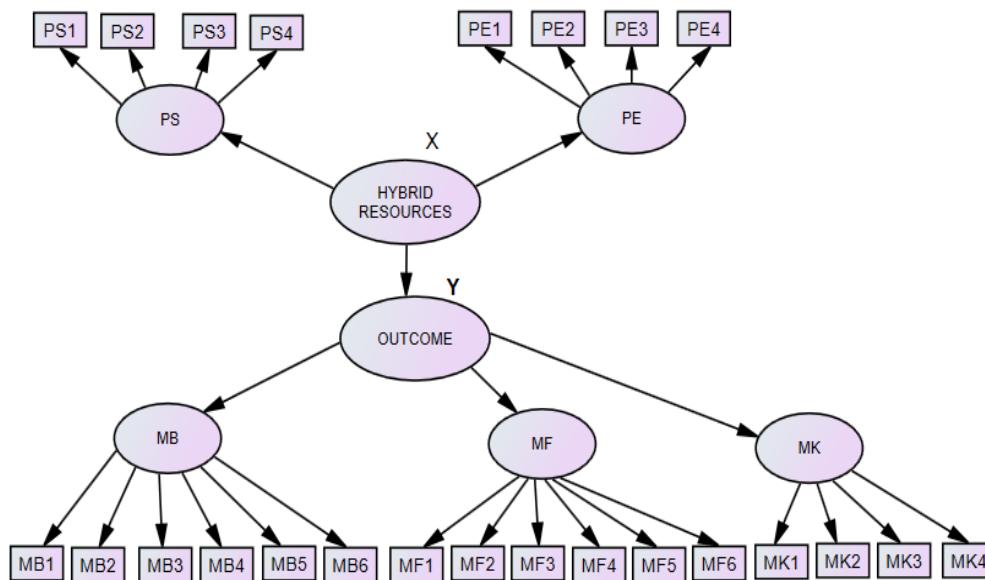 PS1 PS2 PS3 PS4
PE1 PE2 PE3 PE4
PS
PE
X
HYBRID
RESOURCES
Y
OUTCOME
MB
MF
MK
MB1 MB2 MB3 MB4 MB5 MB6
MF1 MF2 MF3 MF4 MF5 MF6
MK1 MK2 MK3 MK4